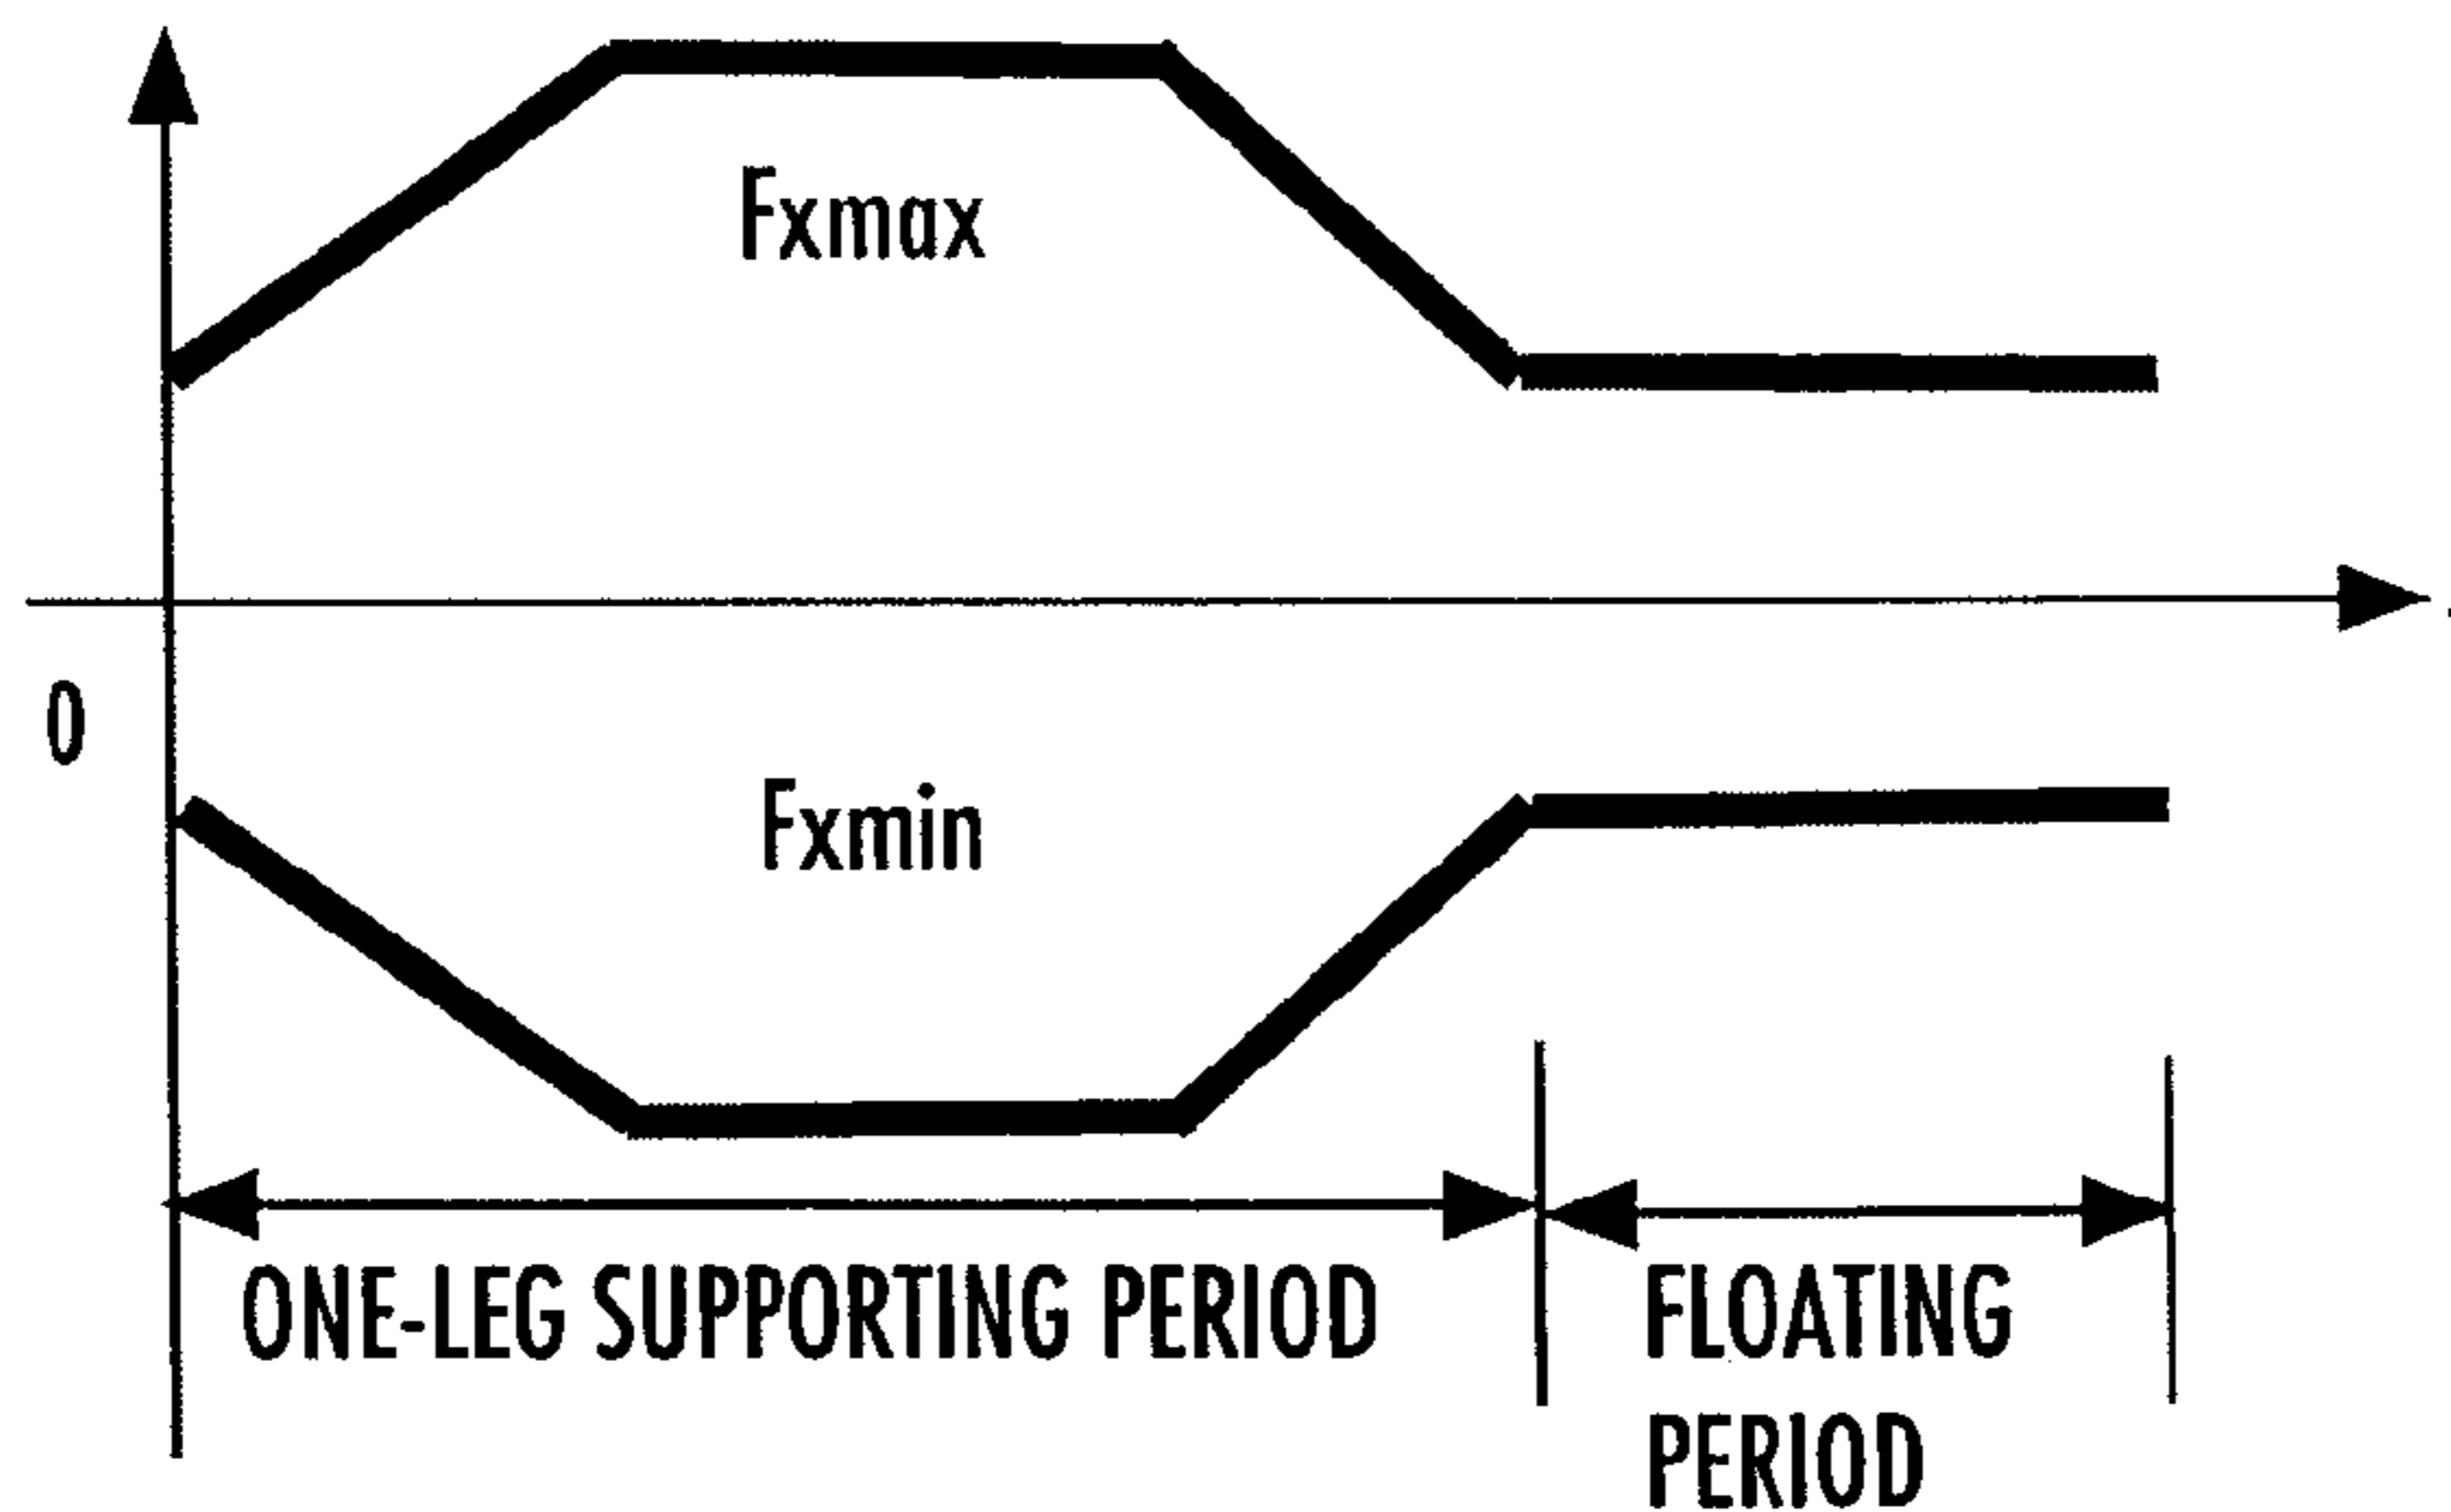 Fxmax
0
Fxmin
ONE-LEG SUPPORTING PERIOD
FLOATING
PERIOD